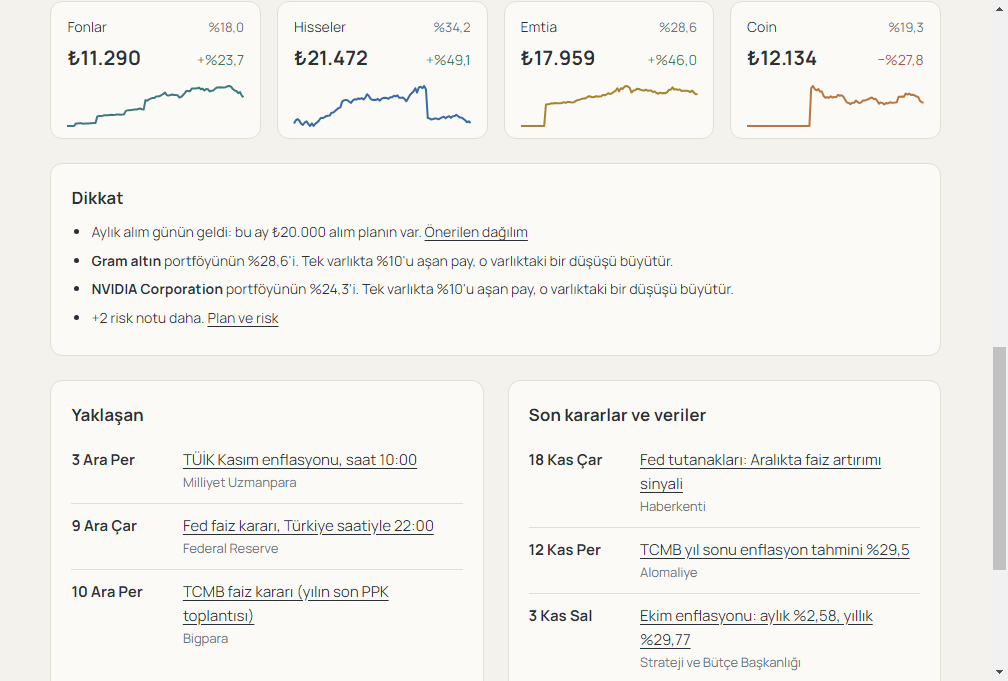 Fonlar %18,0
₺11.290 +%23,7
Hisseler %34,2
₺21.472 +%49,1
Emtia %28,6
₺17.959 +%46,0
Coin %19,3
₺12.134 −%27,8
Dikkat
Aylık alım günün geldi: bu ay ₺20.000 alım planın var. Önerilen dağılım
Gram altın portföyünün %28,6'i. Tek varlıkta %10'u aşan pay, o varlıktaki bir düşüşü büyütür.
NVIDIA Corporation portföyünün %24,3'i. Tek varlıkta %10'u aşan pay, o varlıktaki bir düşüşü büyütür.
+2 risk notu daha. Plan ve risk
Yaklaşan
3 Ara Per TÜİK Kasım enflasyonu, saat 10:00
Milliyet Uzmanpara
9 Ara Çar Fed faiz kararı, Türkiye saatiyle 22:00
Federal Reserve
10 Ara Per TCMB faiz kararı (yılın son PPK
toplantısı)
Bigpara
Son kararlar ve veriler
18 Kas Çar Fed tutanakları: Aralıkta faiz artırımı
sinyali
Haberkenti
12 Kas Per TCMB yıl sonu enflasyon tahmini %29,5
Alomaliye
3 Kas Sal Ekim enflasyonu: aylık %2,58, yıllık
%29,77
Strateji ve Bütçe Başkanlığı